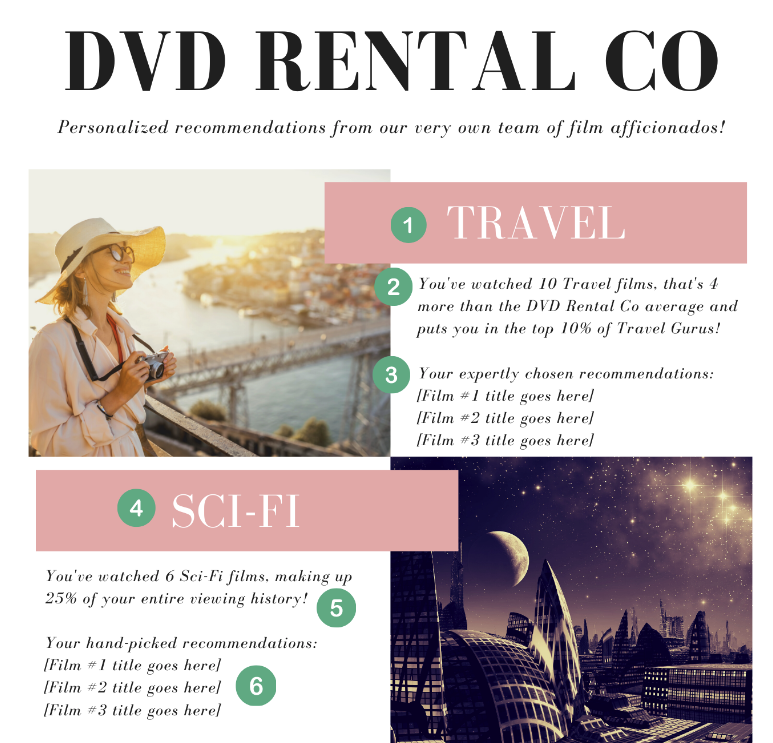 DVD RENTAL CO
Personalized recommendations from our very own team of film afficionados!
1 TRAVEL
2 You've watched 10 Travel films, that's 4
more than the DVD Rental Co average and
puts you in the top 10% of Travel Gurus!
3 Your expertly chosen recommendations:
[Film #1 title goes here]
[Film #2 title goes here]
[Film #3 title goes here]
4 SCI-FI
You've watched 6 Sci-Fi films, making up
25% of your entire viewing history!
5
Your hand-picked recommendations:
[Film #1 title goes here]
[Film #2 title goes here] 6
[Film #3 title goes here]